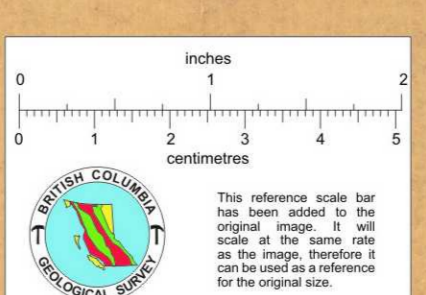 inches
0 1 2
0 1 2 3 4 5
centimetres
BRITISH COLUMBIA
GEOLOGICAL SURVEY
This reference scale bar
has been added to the
original image. It will
scale at the same rate
as the image, therefore it
can be used as a reference
for the original size.